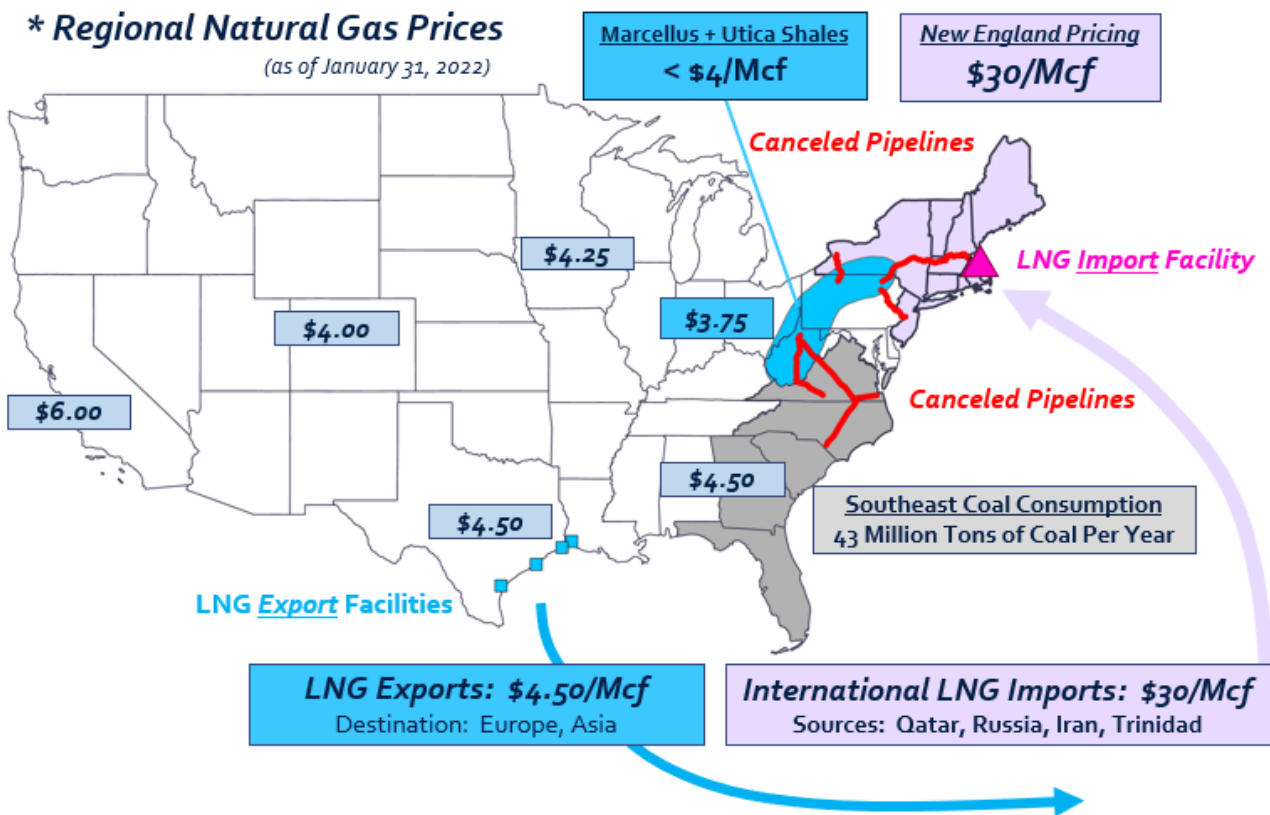 * Regional Natural Gas Prices
(as of January 31, 2022)
Marcellus + Utica Shales
< $4/Mcf
New England Pricing
$30/Mcf
Canceled Pipelines
$4.25
LNG Import Facility
$4.00
$3.75
$6.00
Canceled Pipelines
$4.50
$4.50
Southeast Coal Consumption
43 Million Tons of Coal Per Year
LNG Export Facilities
LNG Exports: $4.50/Mcf
Destination: Europe, Asia
International LNG Imports: $30/Mcf
Sources: Qatar, Russia, Iran, Trinidad